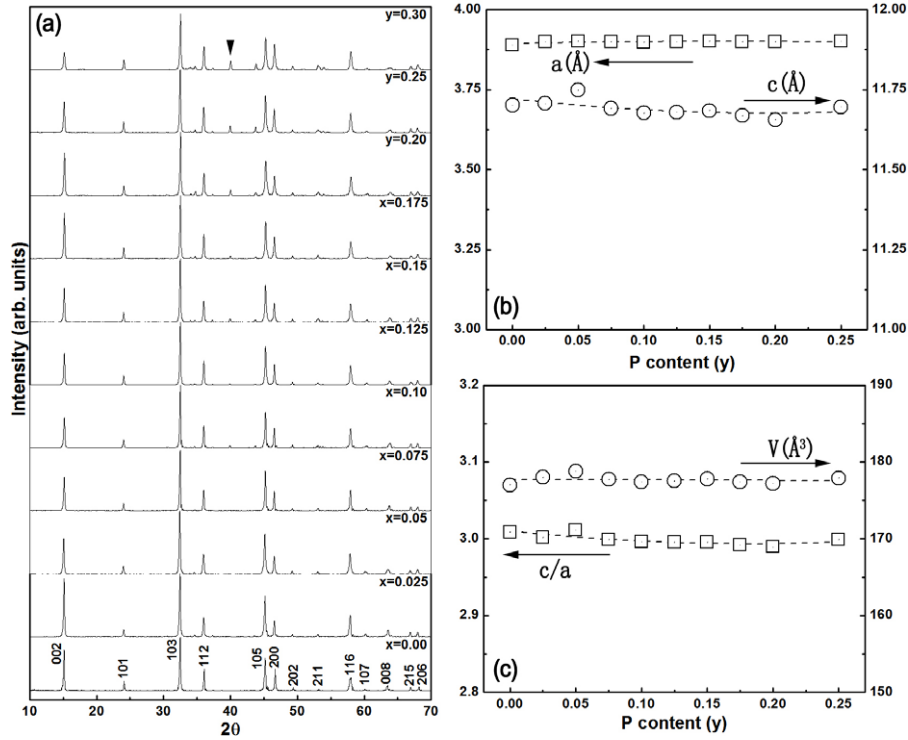 (a)
y=0.30
y=0.25
y=0.20
x=0.175
x=0.15
x=0.125
x=0.10
x=0.075
x=0.05
x=0.025
x=0.00
002
101
103
112
105
200
202
211
116
107
008
215
206
10 20 30 40 50 60 70
2θ
Intensity (arb. units)
4.00
3.75
3.50
3.25
3.00
12.00
11.75
11.50
11.25
11.00
a(Å)
c(Å)
(b)
0.00 0.05 0.10 0.15 0.20 0.25
P content (y)
3.2
3.1
3.0
2.9
2.8
190
180
170
160
150
V(Å³)
c/a
(c)
0.00 0.05 0.10 0.15 0.20 0.25
P content (y)